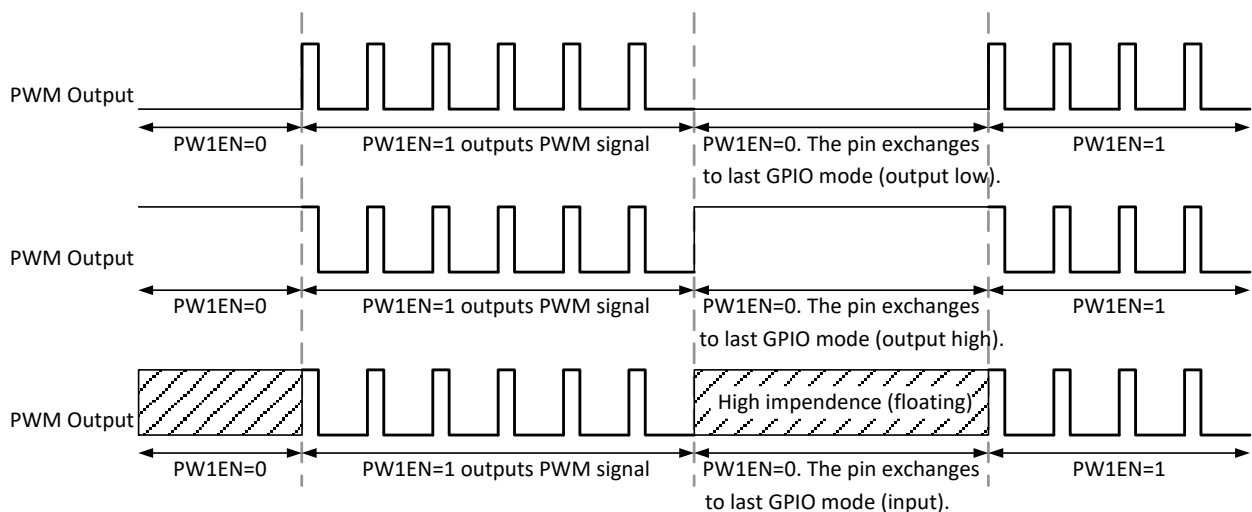 PWM Output
PW1EN=0
PW1EN=1 outputs PWM signal
PW1EN=0. The pin exchanges
to last GPIO mode (output low).
PW1EN=1
PWM Output
PW1EN=0
PW1EN=1 outputs PWM signal
PW1EN=0. The pin exchanges
to last GPIO mode (output high).
PW1EN=1
PWM Output
High impendence (floating)
PW1EN=0
PW1EN=1 outputs PWM signal
PW1EN=0. The pin exchanges
to last GPIO mode (input).
PW1EN=1